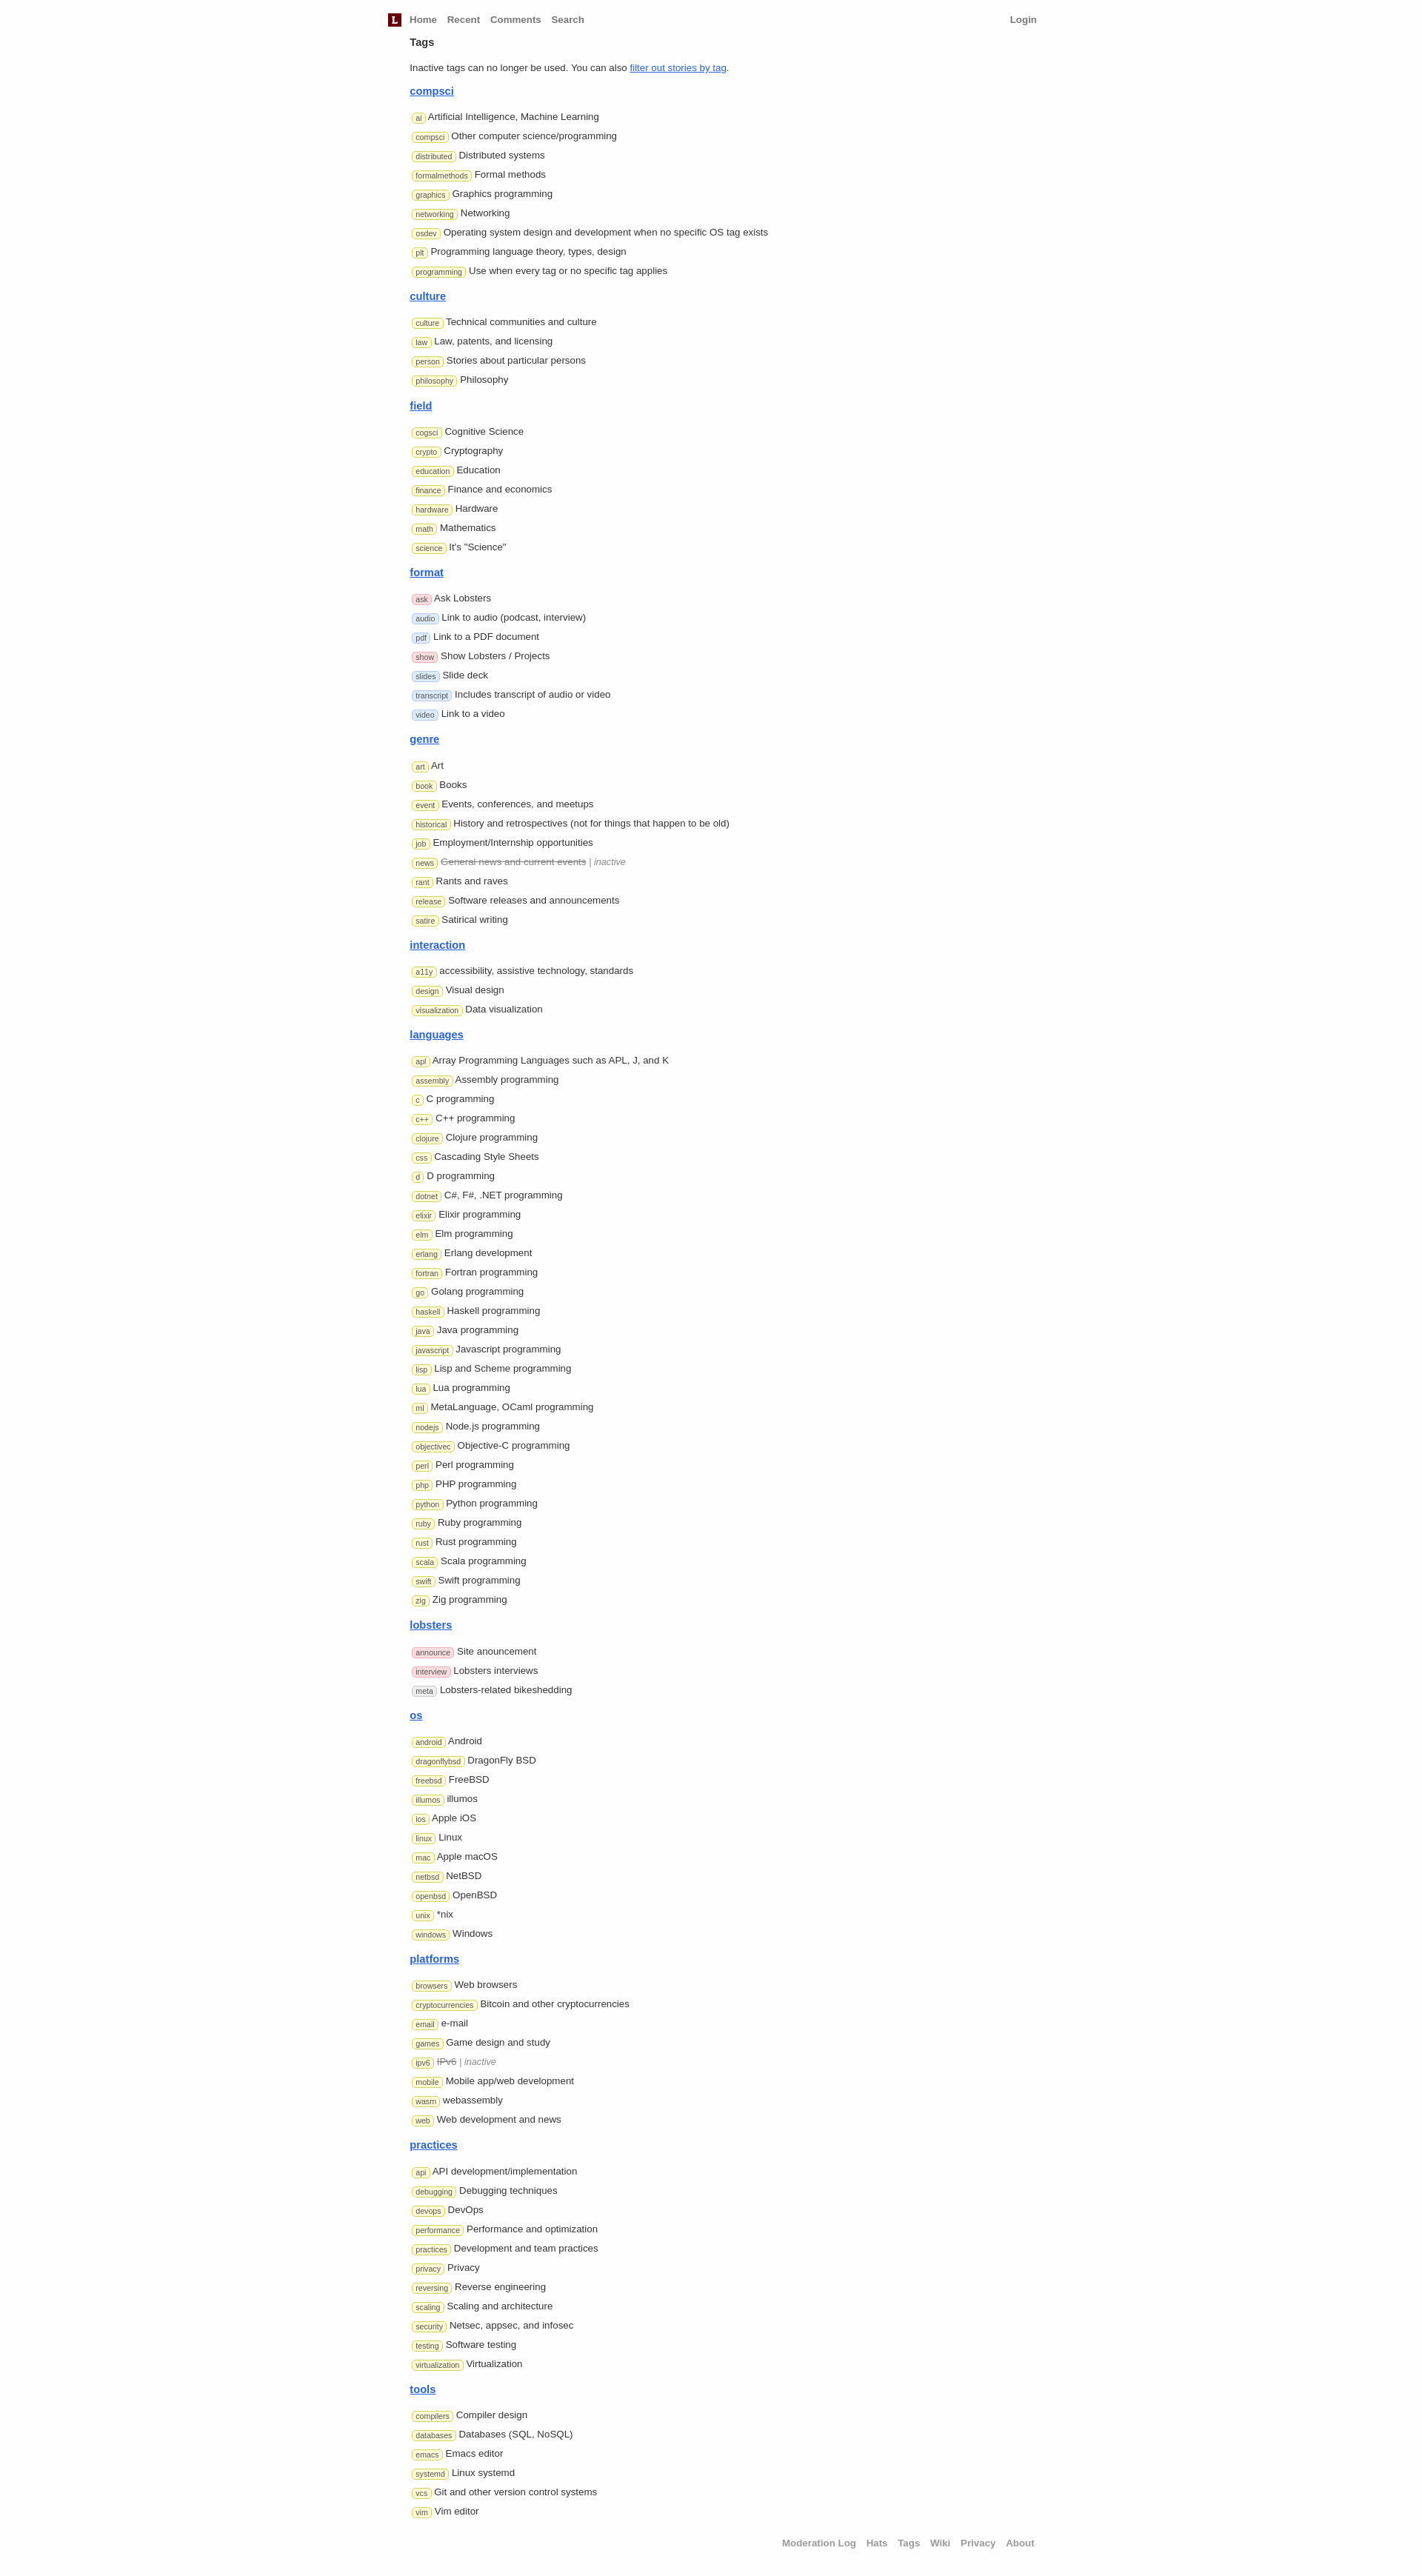 L Home Recent Comments Search Login
Tags
Inactive tags can no longer be used. You can also filter out stories by tag.
compsci
ai Artificial Intelligence, Machine Learning
compsci Other computer science/programming
distributed Distributed systems
formalmethods Formal methods
graphics Graphics programming
networking Networking
osdev Operating system design and development when no specific OS tag exists
plt Programming language theory, types, design
programming Use when every tag or no specific tag applies
culture
culture Technical communities and culture
law Law, patents, and licensing
person Stories about particular persons
philosophy Philosophy
field
cogsci Cognitive Science
crypto Cryptography
education Education
finance Finance and economics
hardware Hardware
math Mathematics
science It's "Science"
format
ask Ask Lobsters
audio Link to audio (podcast, interview)
pdf Link to a PDF document
show Show Lobsters / Projects
slides Slide deck
transcript Includes transcript of audio or video
video Link to a video
genre
art Art
book Books
event Events, conferences, and meetups
historical History and retrospectives (not for things that happen to be old)
job Employment/Internship opportunities
news General news and current events | inactive
rant Rants and raves
release Software releases and announcements
satire Satirical writing
interaction
a11y accessibility, assistive technology, standards
design Visual design
visualization Data visualization
languages
apl Array Programming Languages such as APL, J, and K
assembly Assembly programming
c C programming
c++ C++ programming
clojure Clojure programming
css Cascading Style Sheets
d D programming
dotnet C#, F#, .NET programming
elixir Elixir programming
elm Elm programming
erlang Erlang development
fortran Fortran programing
go Golang programming
haskell Haskell programming
java Java programming
javascript Javascript programming
lisp Lisp and Scheme programming
lua Lua programming
ml MetaLanguage, OCaml programming
nodejs Node.js programming
objectivec Objective-C programming
perl Perl programming
php PHP programming
python Python programming
ruby Ruby programming
rust Rust programming
scala Scala programming
swift Swift programming
zig Zig programming
lobsters
announce Site anouncement
interview Lobsters interviews
meta Lobsters-related bikeshedding
os
android Android
dragonflybsd DragonFly BSD
freebsd FreeBSD
illumos illumos
ios Apple iOS
linux Linux
mac Apple macOS
netbsd NetBSD
openbsd OpenBSD
unix *nix
windows Windows
platforms
browsers Web browsers
cryptocurrencies Bitcoin and other cryptocurrencies
email e-mail
games Game design and study
ipv6 IPv6 | inactive
mobile Mobile app/web development
wasm webassembly
web Web development and news
practices
api API development/implementation
debugging Debugging techniques
devops DevOps
performance Performance and optimization
practices Development and team practices
privacy Privacy
reversing Reverse engineering
scaling Scaling and architecture
security Netsec, appsec, and infosec
testing Software testing
virtualization Virtualization
tools
compilers Compiler design
databases Databases (SQL, NoSQL)
emacs Emacs editor
systemd Linux systemd
vcs Git and other version control systems
vim Vim editor
Moderation Log Hats Tags Wiki Privacy About